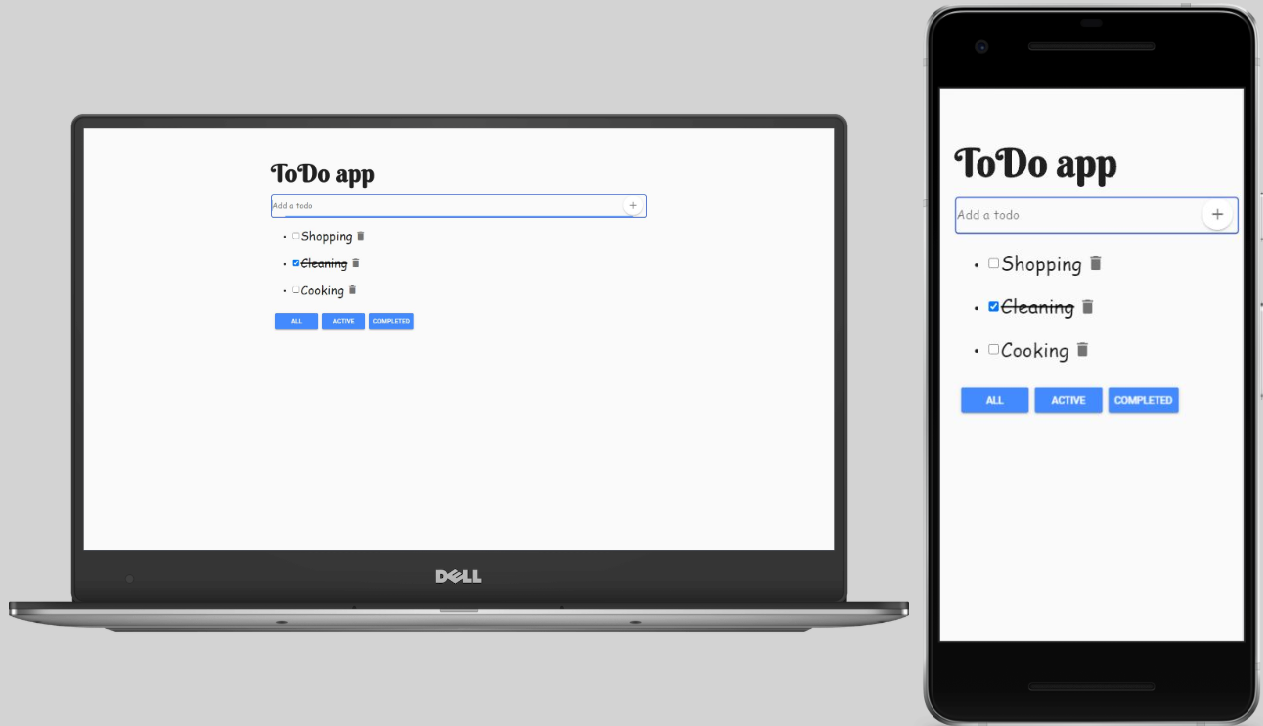 ToDo app
Add a todo
+
Shopping
Cleaning
Cooking
ALL ACTIVE COMPLETED
DELL
ToDo app
Add a todo
+
Shopping
Cleaning
Cooking
ALL ACTIVE COMPLETED